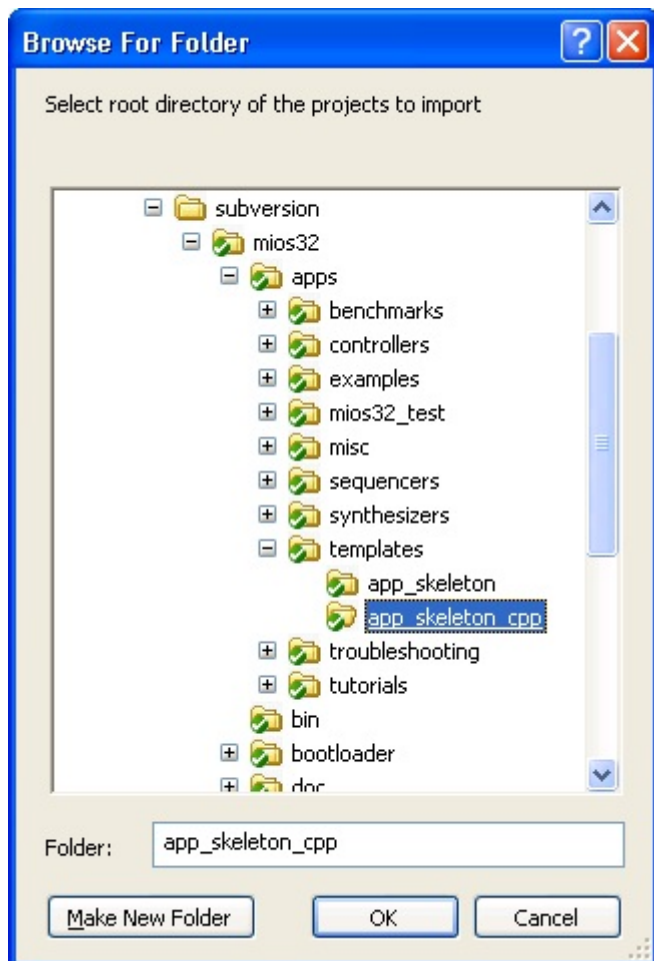 Browse For Folder
Select root directory of the projects to import
subversion
mios32
apps
benchmarks
controllers
examples
mios32_test
misc
sequencers
synthesizers
templates
app_skeleton
app_skeleton_cpp
troubleshooting
tutorials
bin
bootloader
doc
Folder: app_skeleton_cpp
Make New Folder OK Cancel